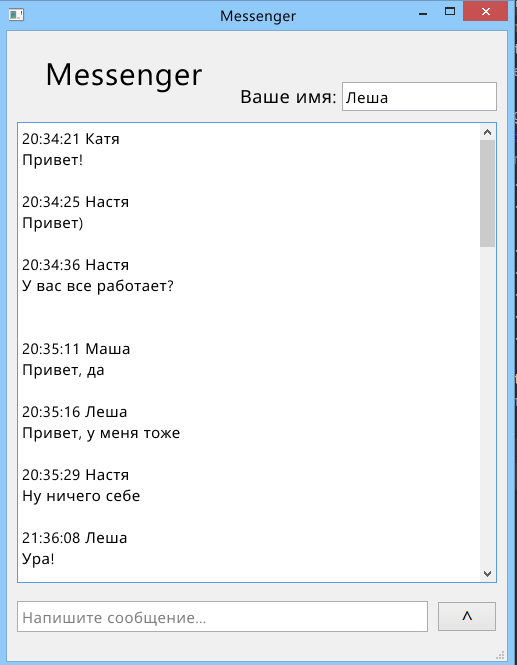 Messenger
Messenger
Ваше имя: Леша
20:34:21 Катя
Привет!
20:34:25 Настя
Привет)
20:34:36 Настя
У вас все работает?
20:35:11 Маша
Привет, да
20:35:16 Леша
Привет, у меня тоже
20:35:29 Настя
Ну ничего себе
21:36:08 Леша
Ура!
Напишите сообщение...
^